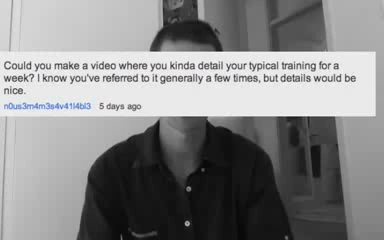 Could you make a video where you kinda detail your typical training for a
week? I know you've referred to it generally a few times, but details would be
nice.
n0us3m4m3s4v41l4bl3 5 days ago